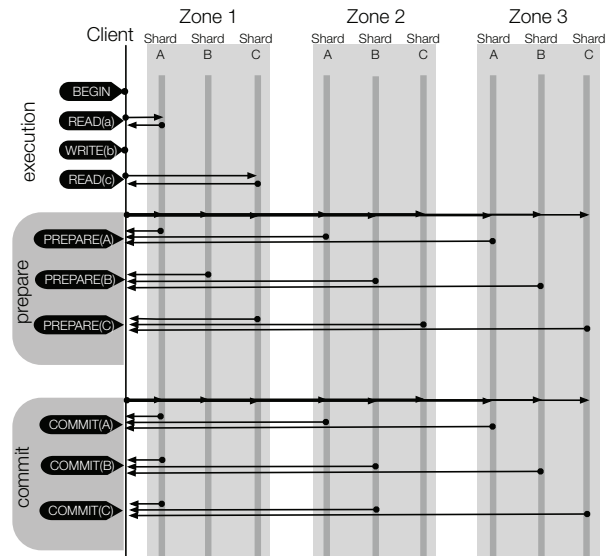 Zone 1 Zone 2 Zone 3
Client Shard Shard Shard Shard Shard Shard Shard Shard Shard
A B C A B C A B C
execution
BEGIN
READ(a)
WRITE(b)
READ(c)
prepare
PREPARE(A)
PREPARE(B)
PREPARE(C)
commit
COMMIT(A)
COMMIT(B)
COMMIT(C)